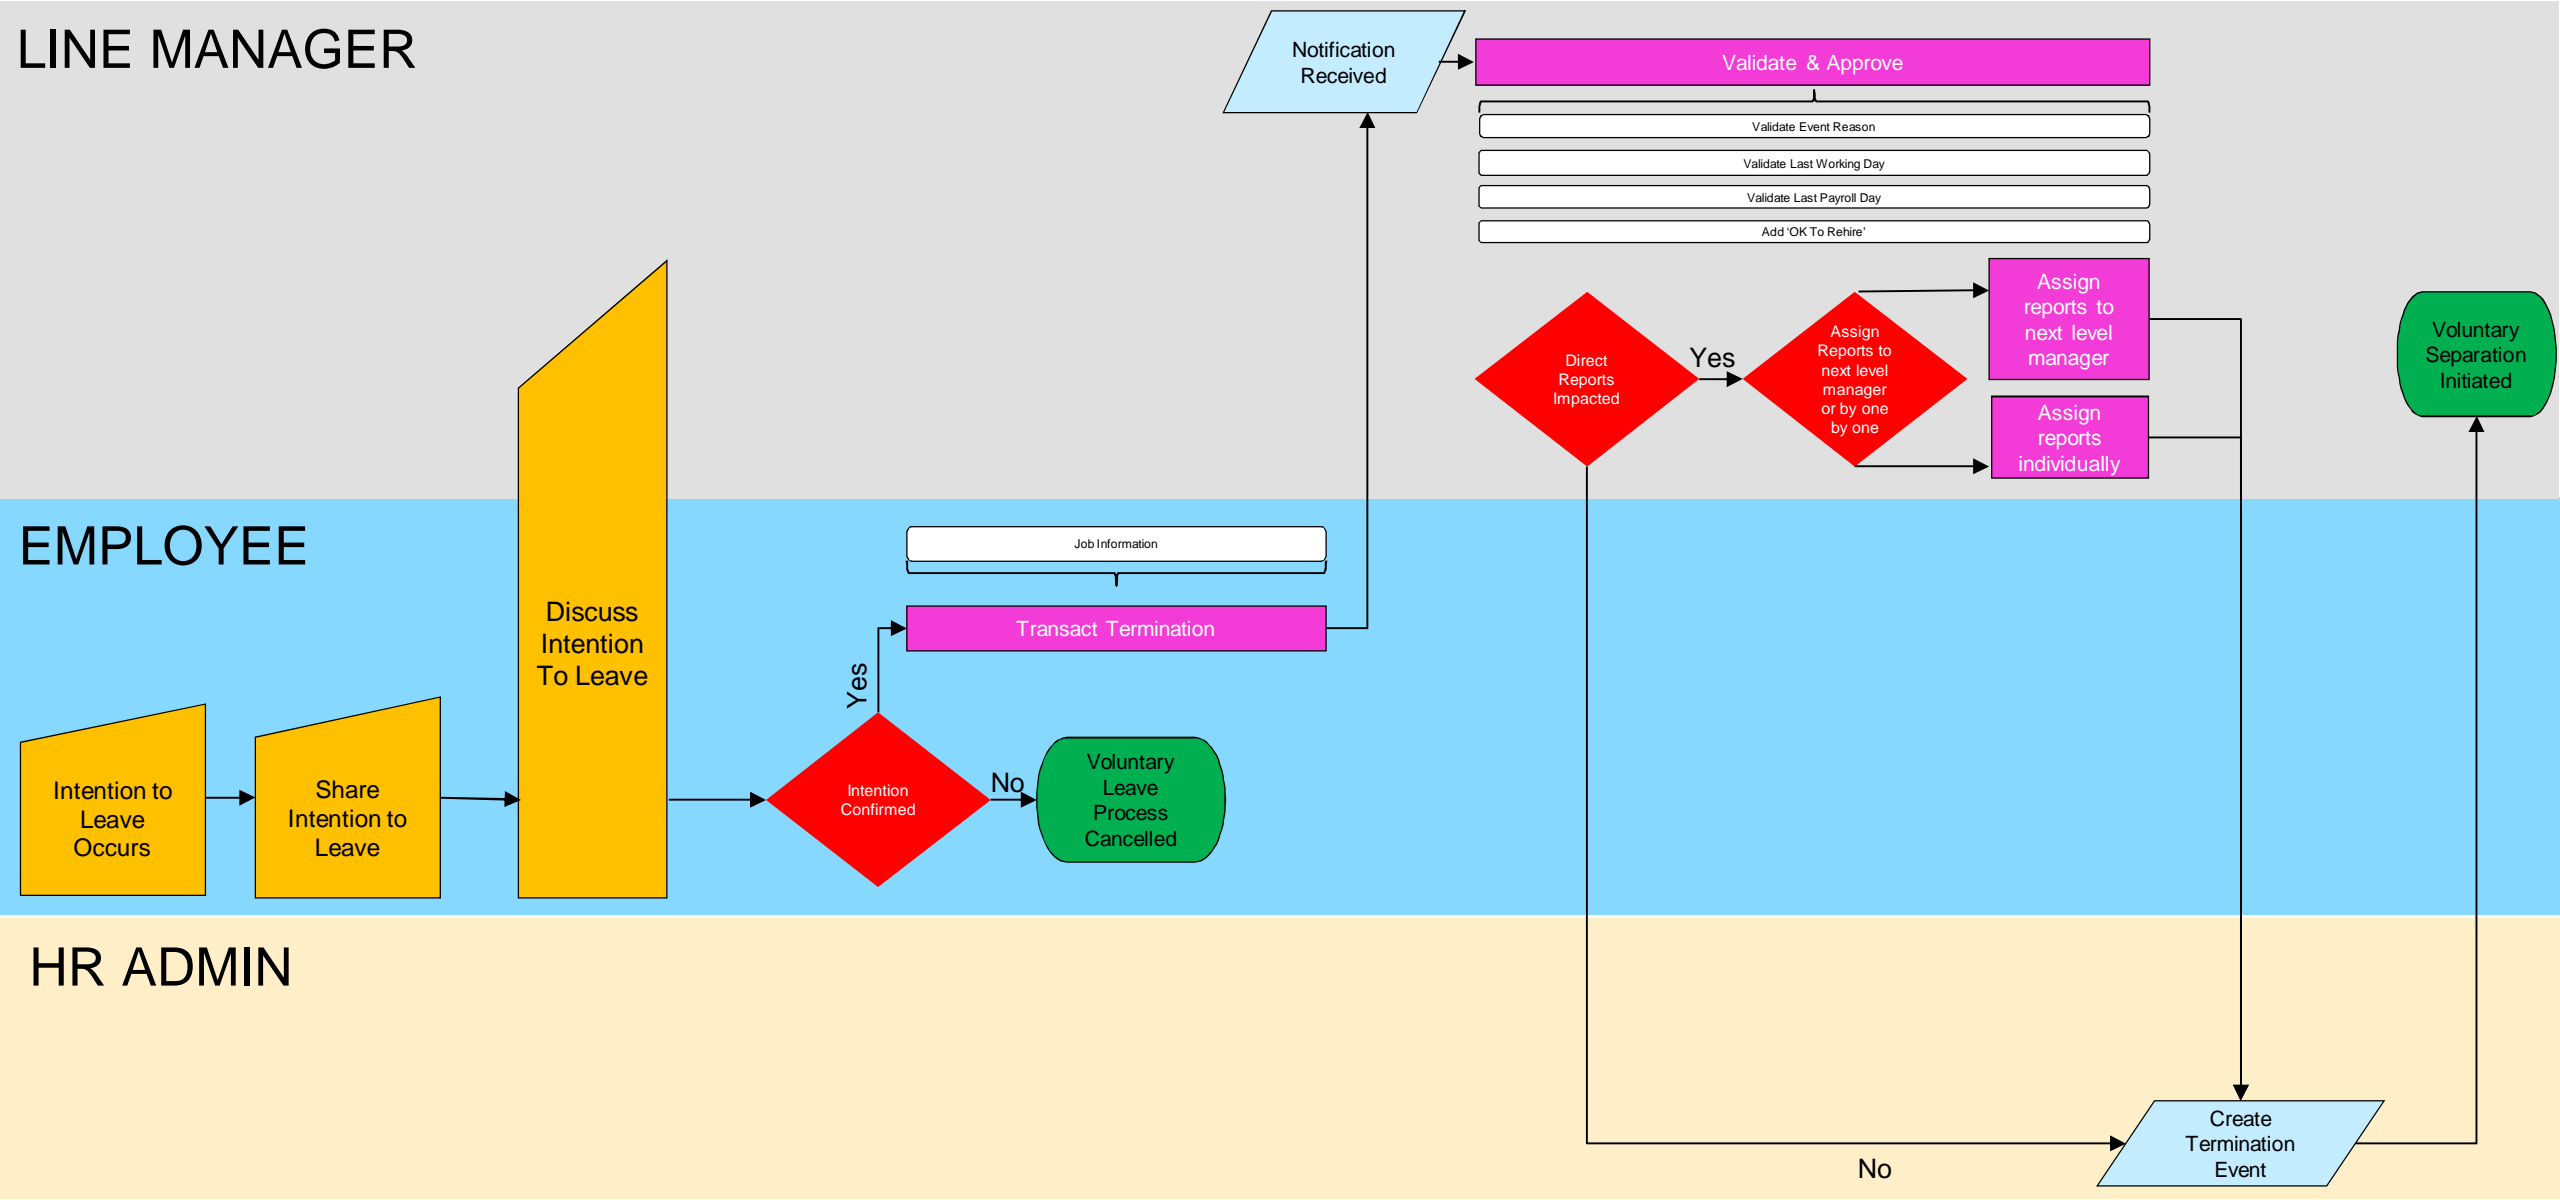 LINE MANAGER
Notification
Received
Validate & Approve
Validate Event Reason
Validate Last Working Day
Validate Last Payroll Day
Add ‘OK To Rehire’
Direct
Reports
Impacted
Yes
Assign
Reports to
next level
manager
or by one
by one
Assign
reports to
next level
manager
Assign
reports
individually
Voluntary
Separation
Initiated
EMPLOYEE
Intention to
Leave
Occurs
Share
Intention to
Leave
Discuss
Intention
To Leave
Intention
Confirmed
Yes
Job Information
Transact Termination
No
Voluntary
Leave
Process
Cancelled
HR ADMIN
No
Create
Termination
Event